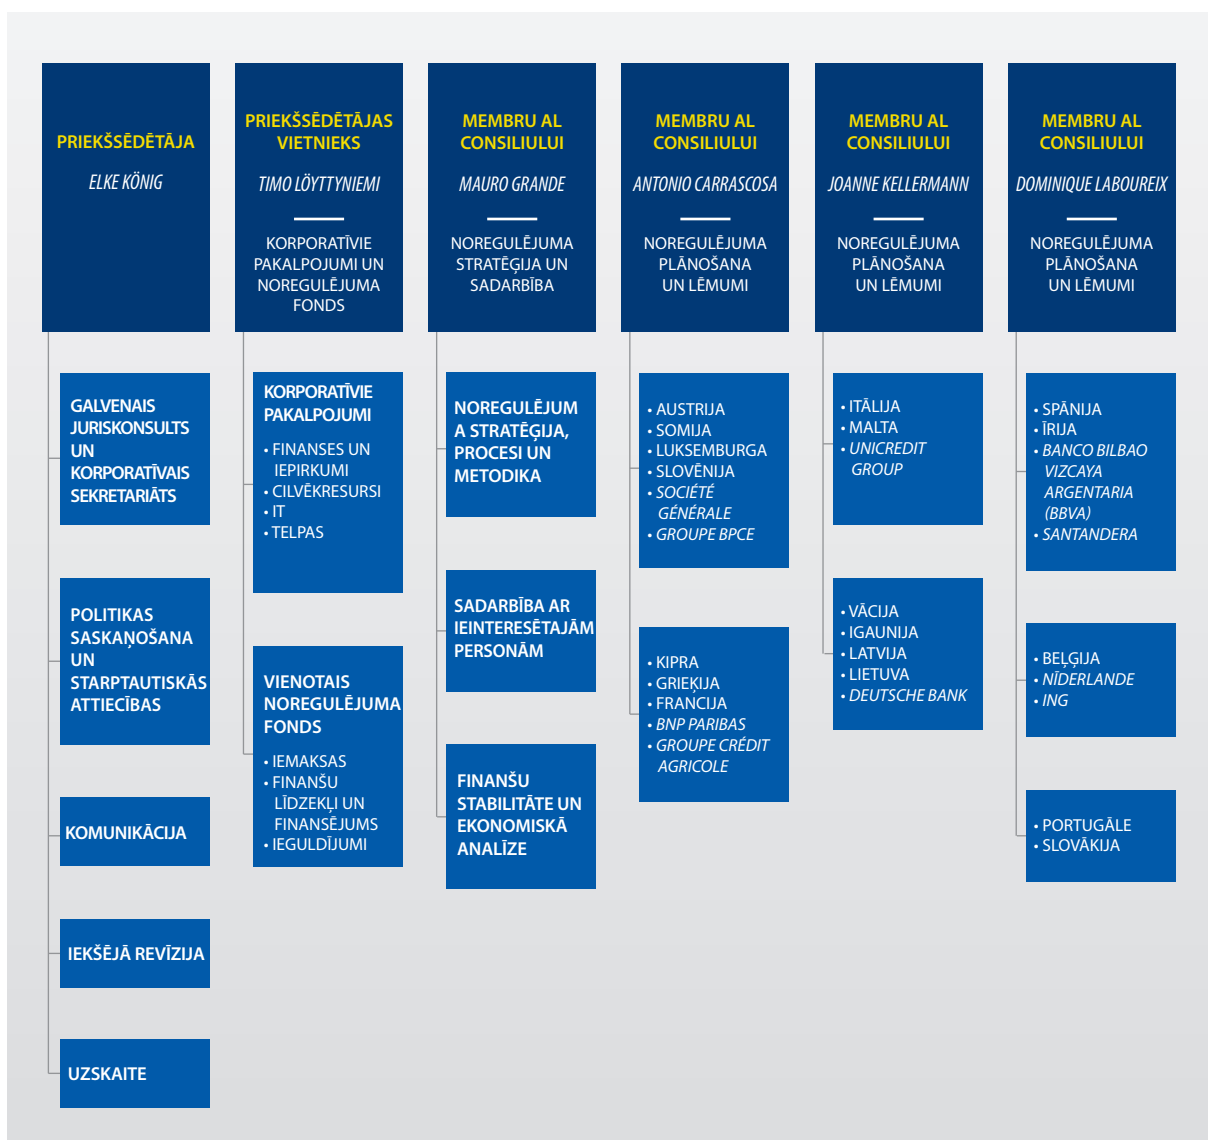 PRIEKŠSĒDĒTĀJA
ELKE KÖNIG
GALVENAIS
JURISKONSULTS
UN
KORPORATĪVAIS
SEKRETARIĀTS
POLITIKAS
SASKAŅOŠANA
UN
STARPTAUTISKĀS
ATTIECĪBAS
KOMUNIKĀCIJA
IEKŠĒJĀ REVĪZIJA
UZSKAITE
PRIEKŠSĒDĒTĀJAS
VIETNIEKS
TIMO LÖYTTYNIEMI
KORPORATĪVIE
PAKALPOJUMI UN
NOREGULĒJUMA
FONDS
KORPORATĪVIE
PAKALPOJUMI
• FINANSES UN
IEPIRKUMI
• CILVĒKRESURSI
• IT
• TELPAS
VIENOTAIS
NOREGULĒJUMA
FONDS
• IEMAKSAS
• FINANŠU
LĪDZEKĻI UN
FINANSĒJUMS
• IEGULDĪJUMI
MEMBRU AL
CONSILIULUI
MAURO GRANDE
NOREGULĒJUMA
STRATĒĢIJA UN
SADARBĪBA
NOREGULĒJUM
A STRATĒĢIJA,
PROCESI UN
METODIKA
SADARBĪBA AR
IEINTERESĒTAJĀM
PERSONĀM
FINANŠU
STABILITĀTE UN
EKONOMISKĀ
ANALĪZE
MEMBRU AL
CONSILIULUI
ANTONIO CARRASCOSA
NOREGULĒJUMA
PLĀNOŠANA
UN LĒMUMI
• AUSTRIJA
• SOMIJA
• LUKSEMBURGA
• SLOVĒNIJA
• SOCIÉTÉ
GÉNÉRALE
• GROUPE BPCE
• KIPRA
• GRIEĶIJA
• FRANCIJA
• BNP PARIBAS
• GROUPE CRÉDIT
AGRICOLE
MEMBRU AL
CONSILIULUI
JOANNE KELLERMANN
NOREGULĒJUMA
PLĀNOŠANA
UN LĒMUMI
• ITĀLIJA
• MALTA
• UNICREDIT
GROUP
• VĀCIJA
• IGAUNIJA
• LATVIJA
• LIETUVA
• DEUTSCHE BANK
MEMBRU AL
CONSILIULUI
DOMINIQUE LABOUREIX
NOREGULĒJUMA
PLĀNOŠANA
UN LĒMUMI
• SPĀNIJA
• ĪRIJA
• BANCO BILBAO
VIZCAYA
ARGENTARIA
(BBVA)
• SANTANDERA
• BEĻĢIJA
• NĪDERLANDE
• ING
• PORTUGĀLE
• SLOVĀKIJA